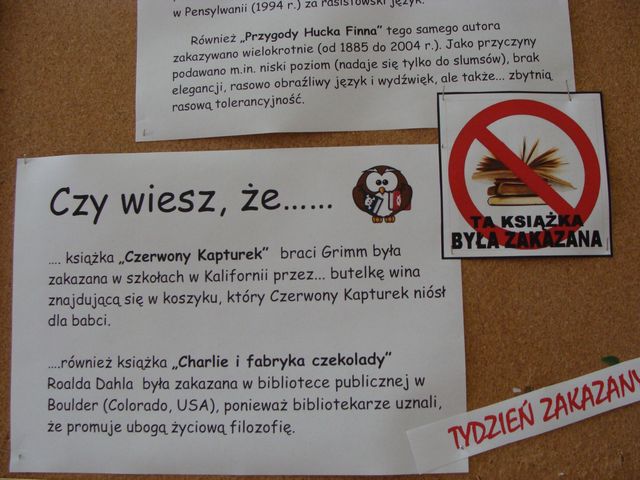 w Pensylwanii (1994 r.) za rasistowski język.
Również „Przygody Hucka Finna” tego samego autora
zakazywano wielokrotnie (od 1885 do 2004 r.). Jako przyczyny
podawano m.in. niski poziom (nadaje się tylko do slumsów), brak
elegancji, rasowo obraźliwy język i wydźwięk, ale także... zbytnią
rasową tolerancyjność.
TA KSIĄŻKA
BYŁA ZAKAZANA
Czy wiesz, że......
.... książka „Czerwony Kapturek” braci Grimm była
zakazana w szkołach w Kalifornii przez... butelkę wina
znajdującą się w koszyku, który Czerwony Kapturek niósł
dla babci.
....również książka „Charlie i fabryka czekolady”
Roalda Dahla była zakazana w bibliotece publicznej w
Boulder (Colorado, USA), ponieważ bibliotekarze uznali,
że promuje ubogą życiową filozofię.
TYDZIEŃ ZAKAZANY